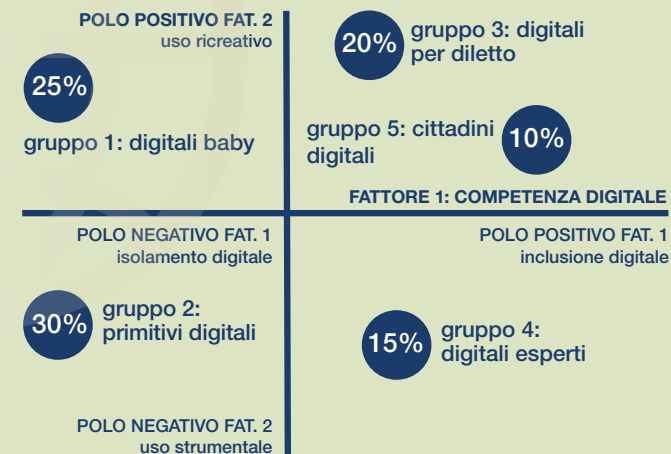 POLO POSITIVO FAT. 2
uso ricreativo
25%
gruppo 1: digitali baby
20%
gruppo 3: digitali
per diletto
gruppo 5: cittadini
digitali
10%
FATTORE 1: COMPETENZA DIGITALE
POLO NEGATIVO FAT. 1
isolamento digitale
POLO POSITIVO FAT. 1
inclusione digitale
30%
gruppo 2:
primitivi digitali
15%
gruppo 4:
digitali esperti
POLO NEGATIVO FAT. 2
uso strumentale